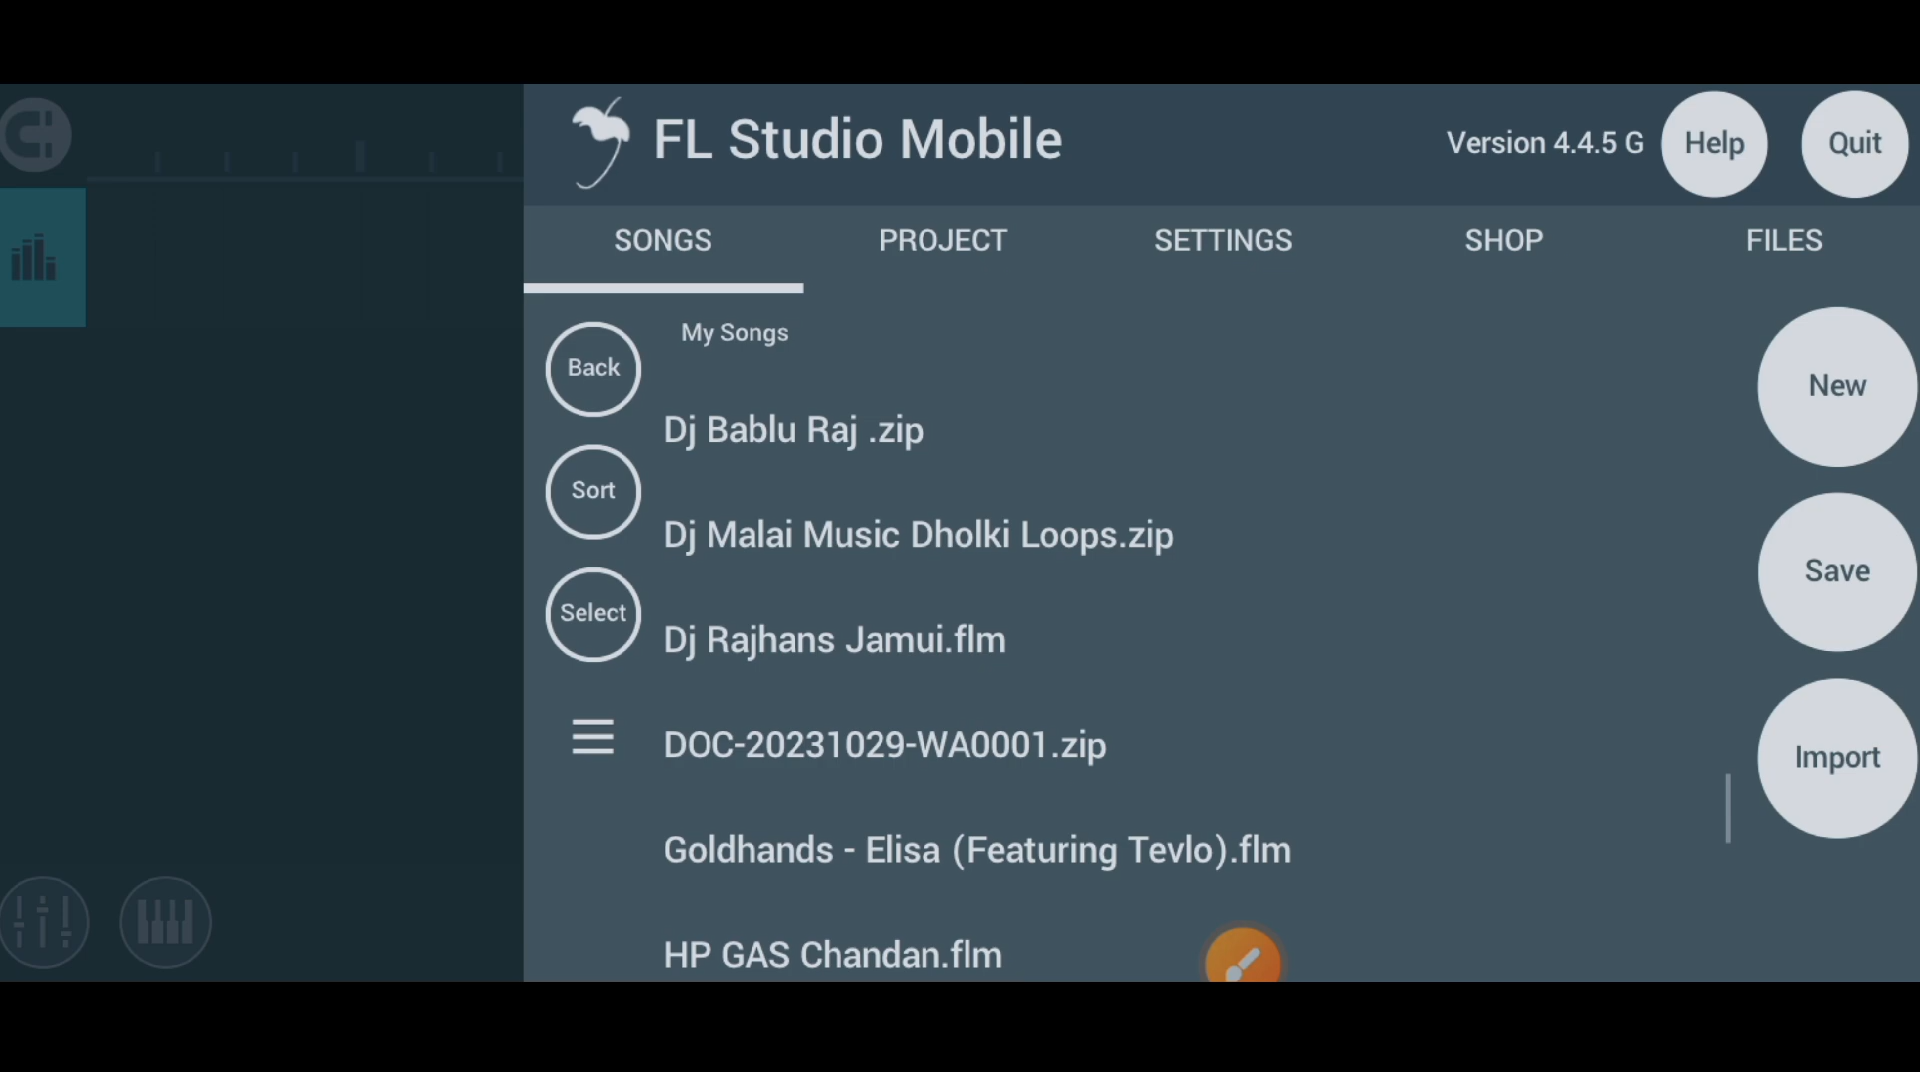 FL Studio Mobile
Version 4.4.5 G
Help
Quit
SONGS
PROJECT
SETTINGS
SHOP
FILES
Back
My Songs
New
Dj Bablu Raj .zip
Sort
Dj Malai Music Dholki Loops.zip
Save
Select
Dj Rajhans Jamui.flm
DOC-20231029-WA0001.zip
Import
Goldhands - Elisa (Featuring Tevlo).flm
HP GAS Chandan.flm